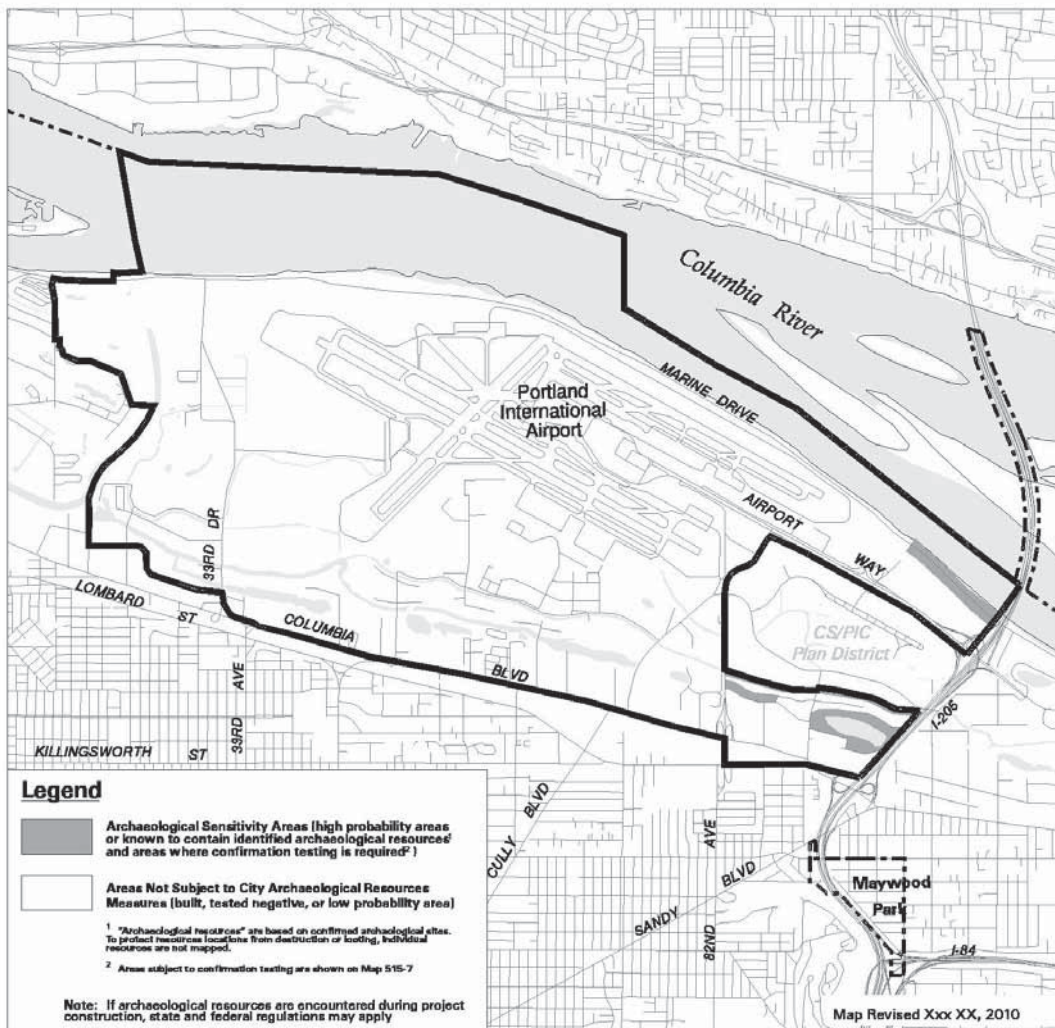 Columbia River
MARINE DRIVE
Portland
International
Airport
AIRPORT
WAY
33RD DR
LOMBARD
ST
COLUMBIA
BLVD
CS/PIC
Plan District
I-205
33RD AVE
KILLINGSWORTH ST
CULLY BLVD
82ND AVE
SANDY BLVD
Maywood
Park
I-84
Legend
Archaeological Sensitivity Areas (high probability areas
or known to contain identified archaeological resources1
and areas where confirmation testing is required2 )
Areas Not Subject to City Archaeological Resources
Measures (built, tested negative, or low probability area)
1 "Archaeological resources" are based on confirmed archaeological sites.
To protect resources locations from destruction or looting, individual
resources are not mapped.
2 Areas subject to confirmation testing are shown on Map 515-7
Note: If archaeological resources are encountered during project
construction, state and federal regulations may apply
Map Revised Xxx XX, 2010